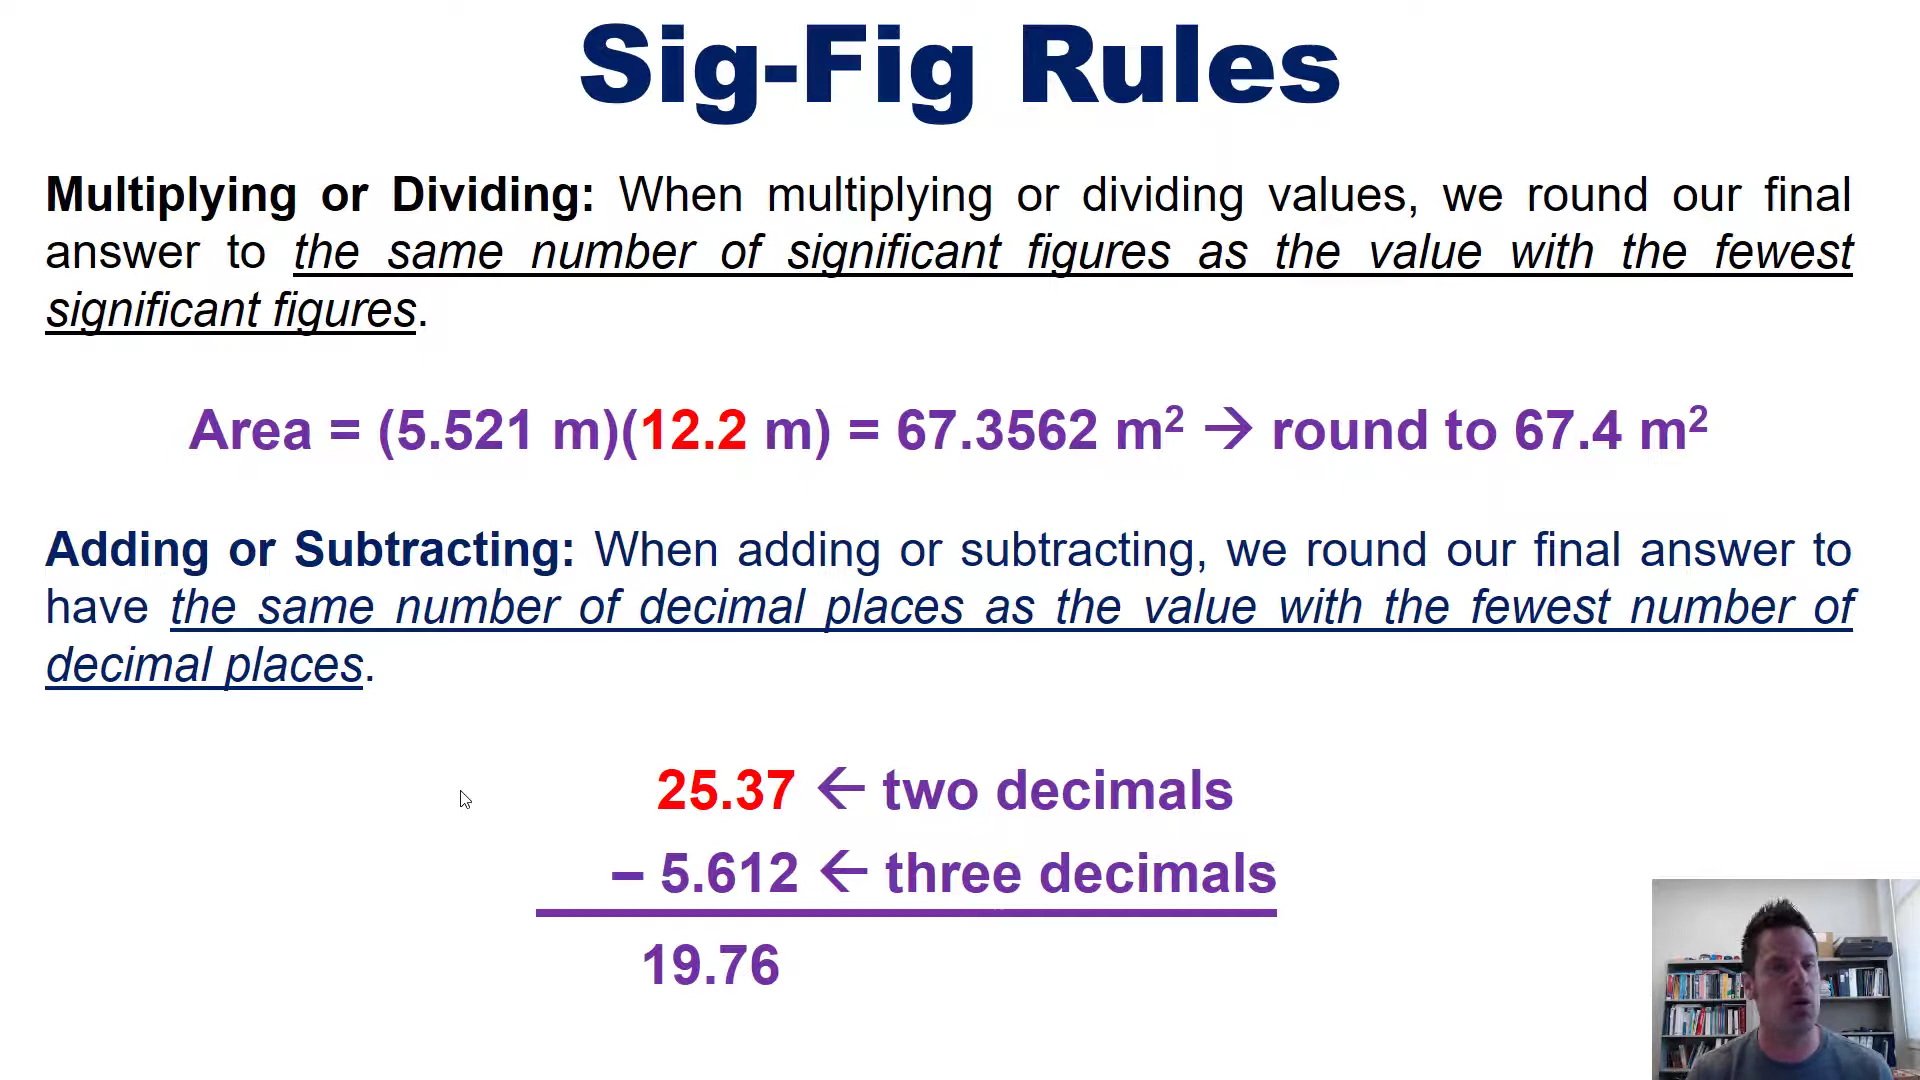 Sig-Fig Rules
Multiplying or Dividing: When multiplying or dividing values, we round our final
answer to the same number of significant figures as the value with the fewest
significant figures.
Area = (5.521 m)(12.2 m) = 67.3562 m² → round to 67.4 m²
Adding or Subtracting: When adding or subtracting, we round our final answer to
have the same number of decimal places as the value with the fewest number of
decimal places.
25.37 ← two decimals
– 5.612 ← three decimals
19.76